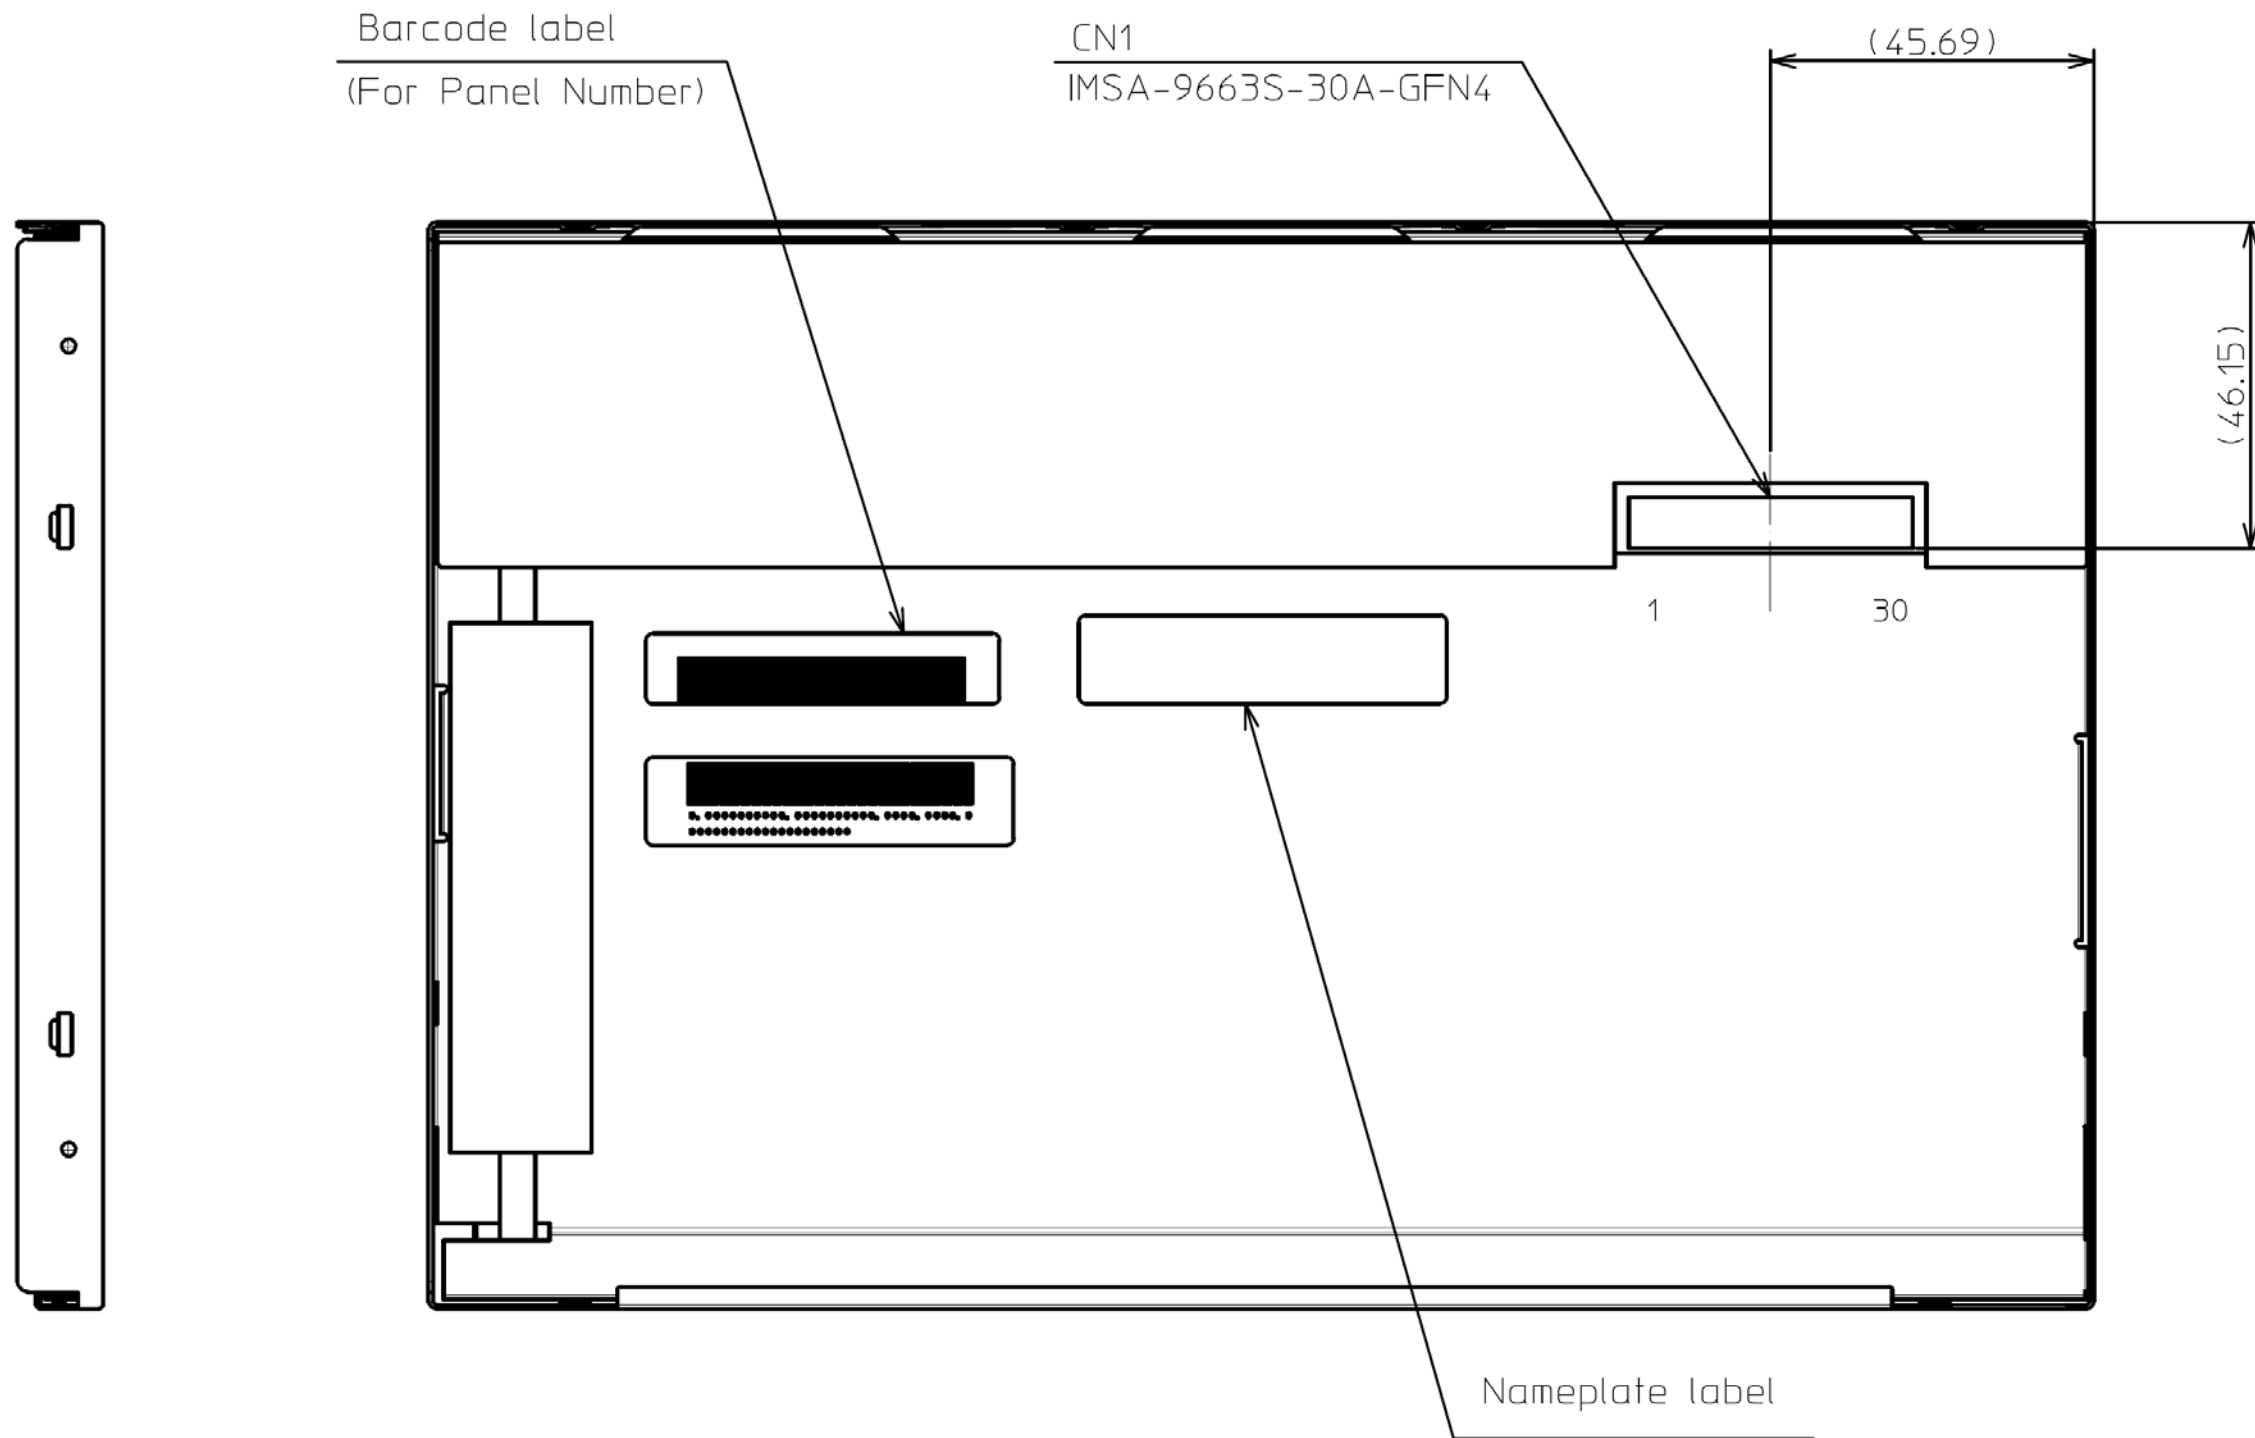 Barcode label
(For Panel Number)
CN1
IMSA-9663S-30A-GFN4
(45.69)
(46.15)
1 30
Nameplate label